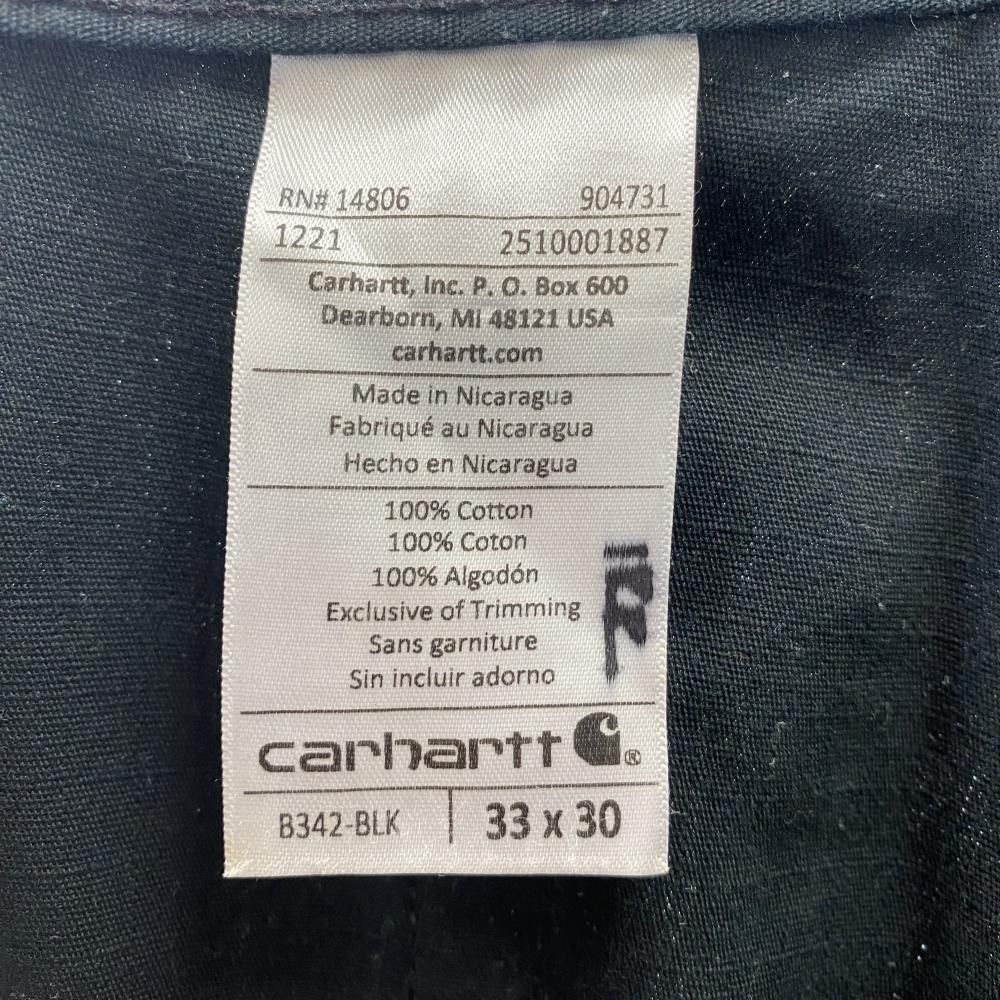 RN# 14806 904731
1221 2510001887
Carhartt, Inc. P. O. Box 600
Dearborn, MI 48121 USA
carhartt.com
Made in Nicaragua
Fabriqué au Nicaragua
Hecho en Nicaragua
100% Cotton
100% Coton
100% Algodón
Exclusive of Trimming
Sans garniture
Sin incluir adorno
carhartt ®
B342-BLK 33 x 30